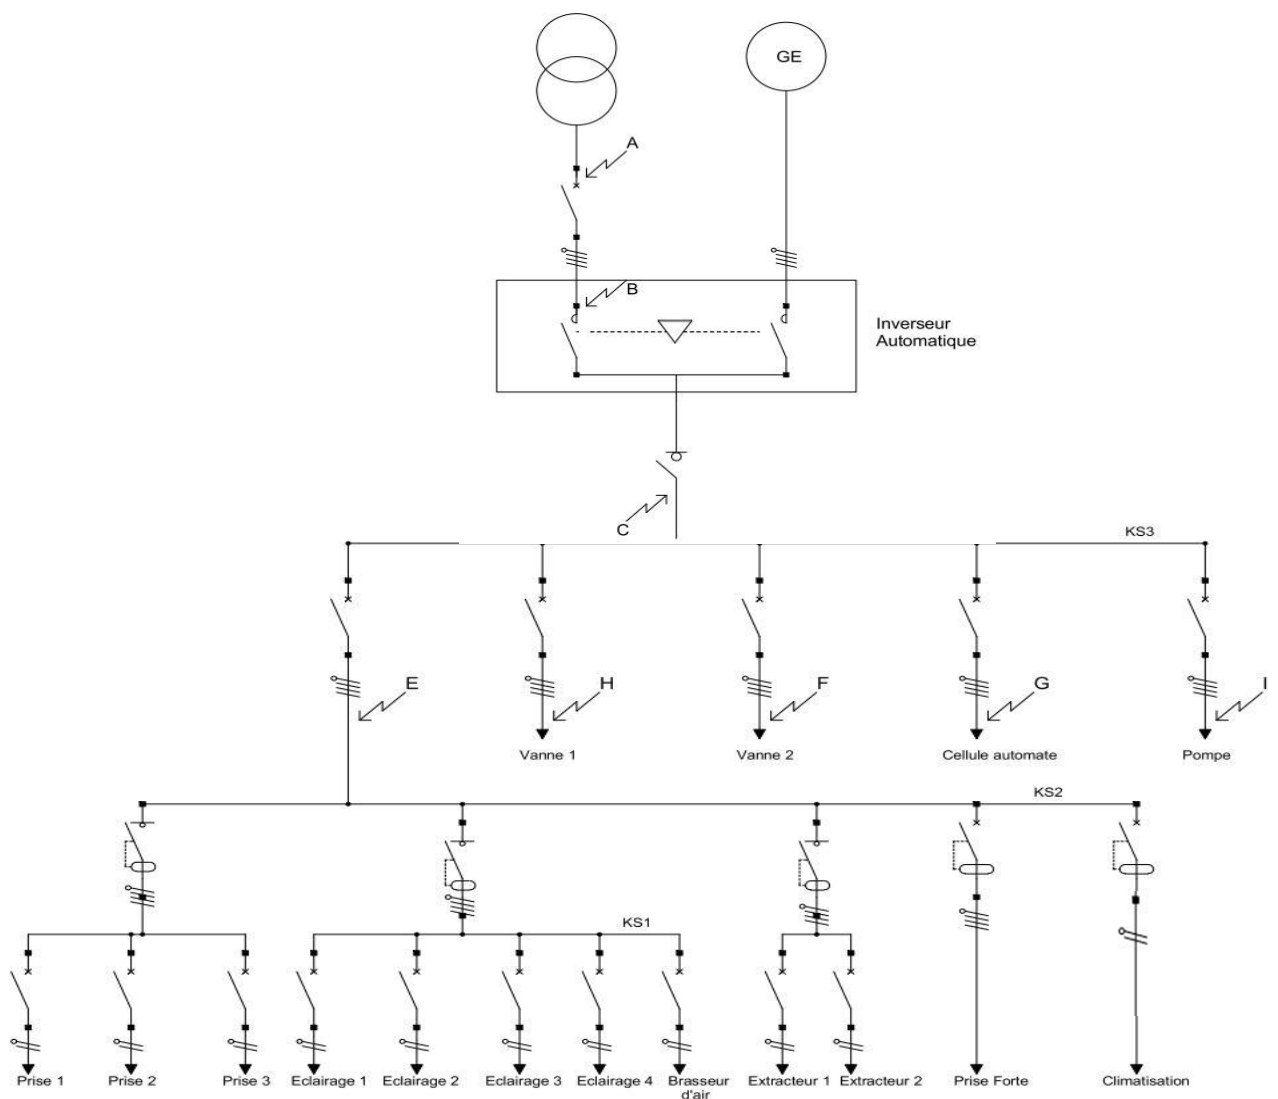 GE
A
B
Inverseur
Automatique
C
KS3
E
H
F
G
I
Vanne 1
Vanne 2
Cellule automate
Pompe
KS2
KS1
Prise 1
Prise 2
Prise 3
Eclairage 1
Eclairage 2
Eclairage 3
Eclairage 4
Brasseur
d'air
Extracteur 1
Extracteur 2
Prise Forte
Climatisation